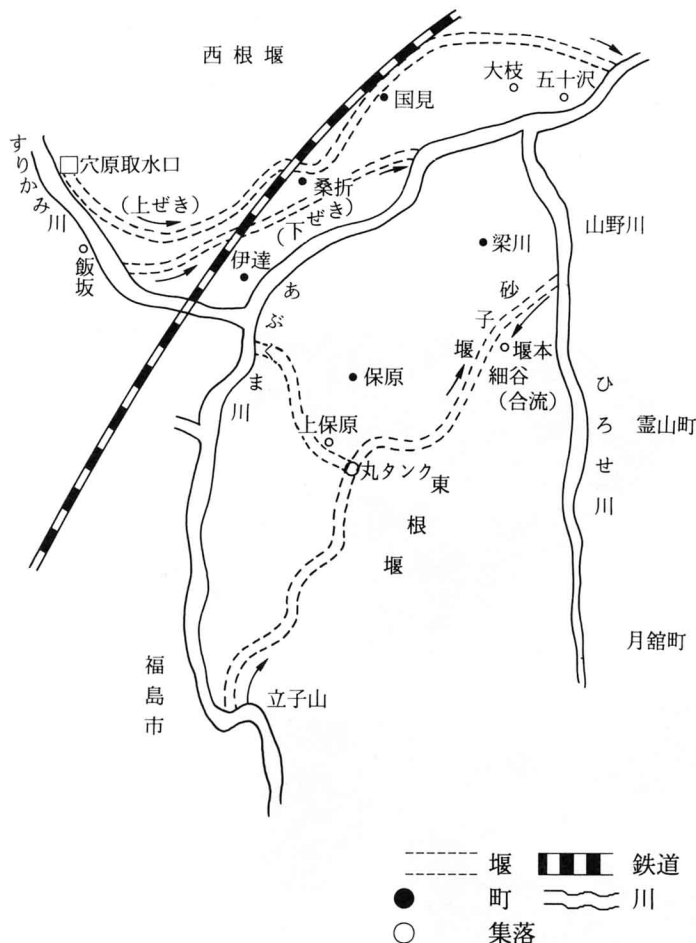 西根堰
大枝
五十沢
国見
すりかみ川
穴原取水口
(上ぜき)
桑折
(下ぜき)
飯坂
伊達
あぶくま川
山野川
梁川
砂子堰
堰本
細谷
(合流)
保原
ひろせ川
霊山町
上保原
丸タンク
東根堰
月舘町
福島市
立子山
堰
鉄道
町
川
集落